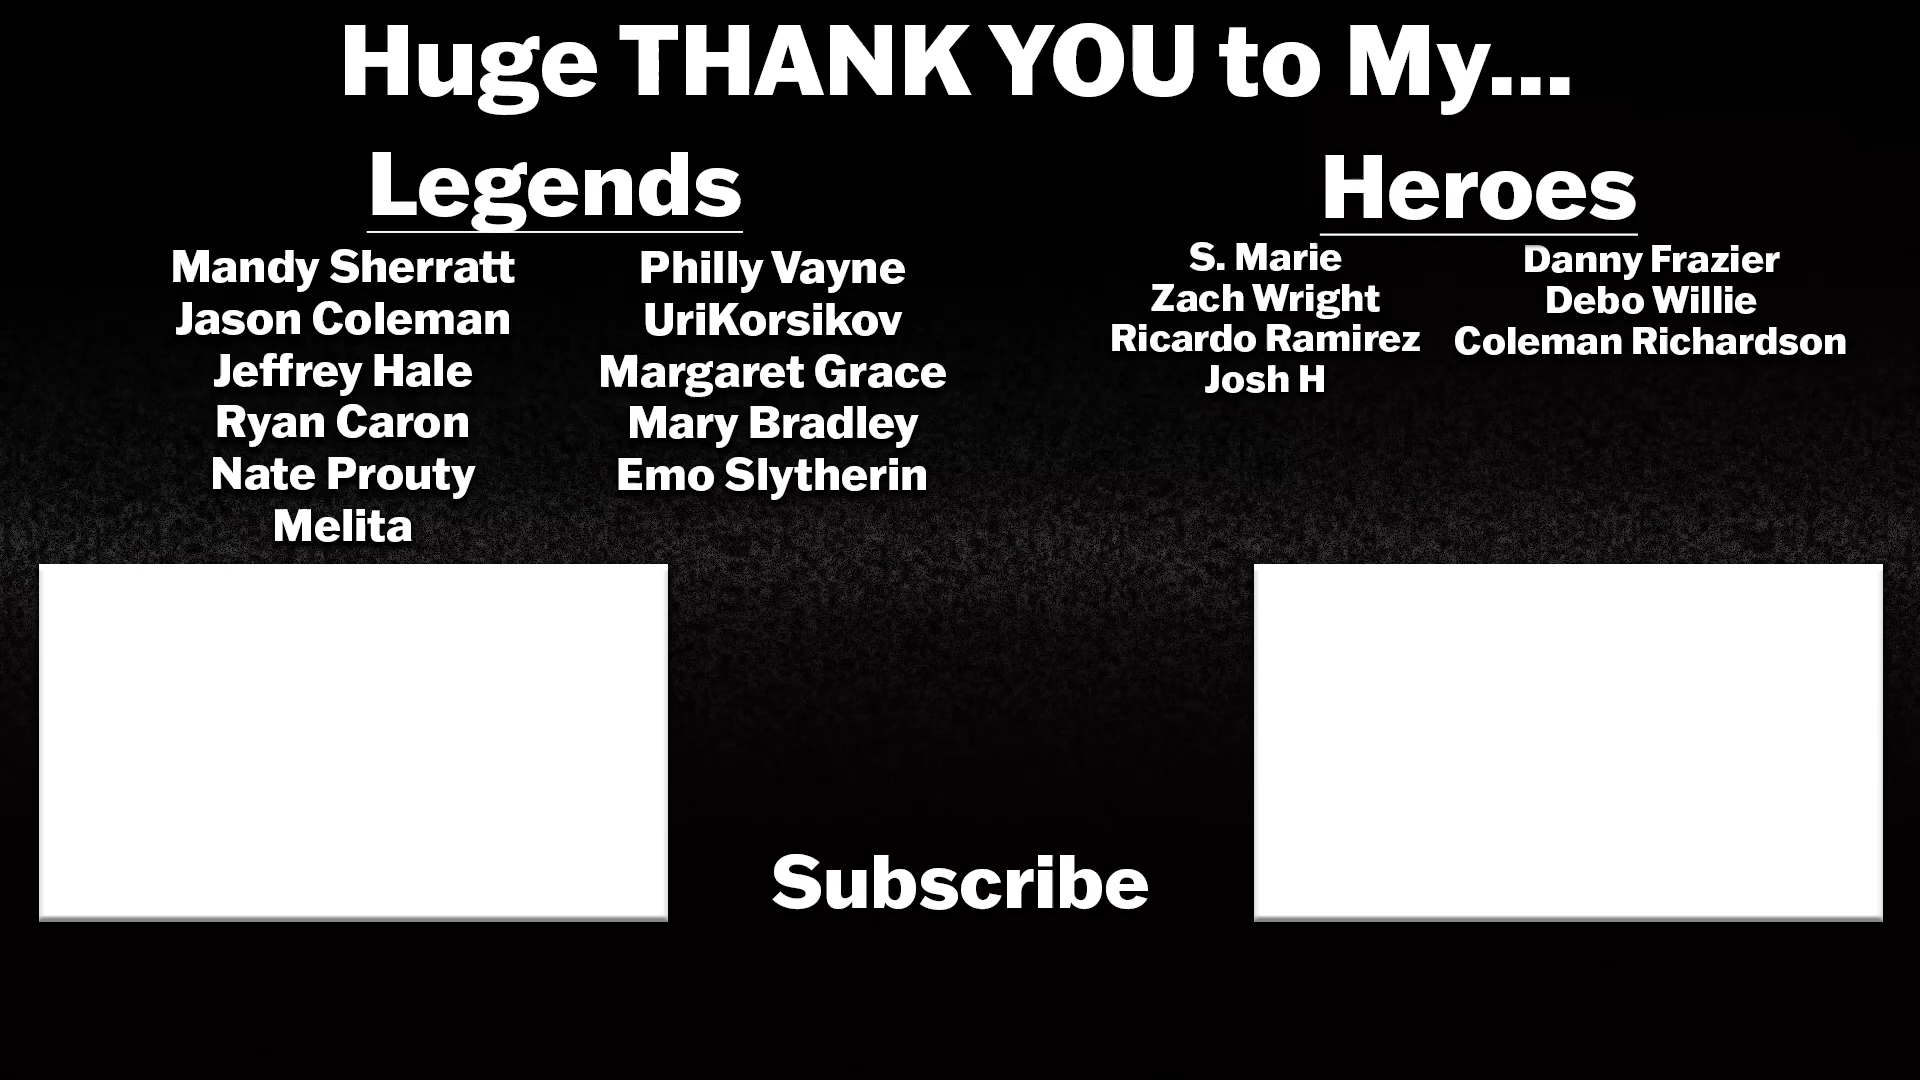 Huge THANK YOU to My...
Legends
Mandy Sherratt
Jason Coleman
Jeffrey Hale
Ryan Caron
Nate Prouty
Melita
Philly Vayne
UriKorsikov
Margaret Grace
Mary Bradley
Emo Slytherin
Heroes
S. Marie
Zach Wright
Ricardo Ramirez
Josh H
Danny Frazier
Debo Willie
Coleman Richardson
Subscribe